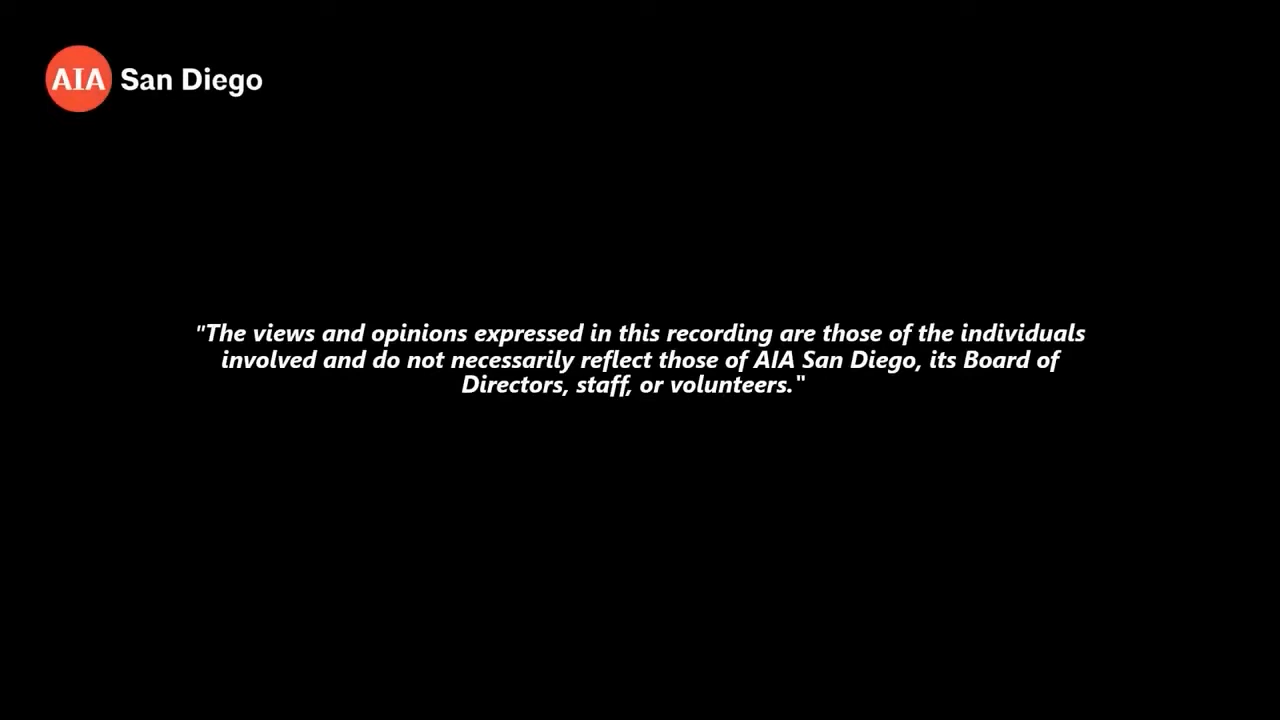 AIA San Diego
"The views and opinions expressed in this recording are those of the individuals
involved and do not necessarily reflect those of AIA San Diego, its Board of
Directors, staff, or volunteers."